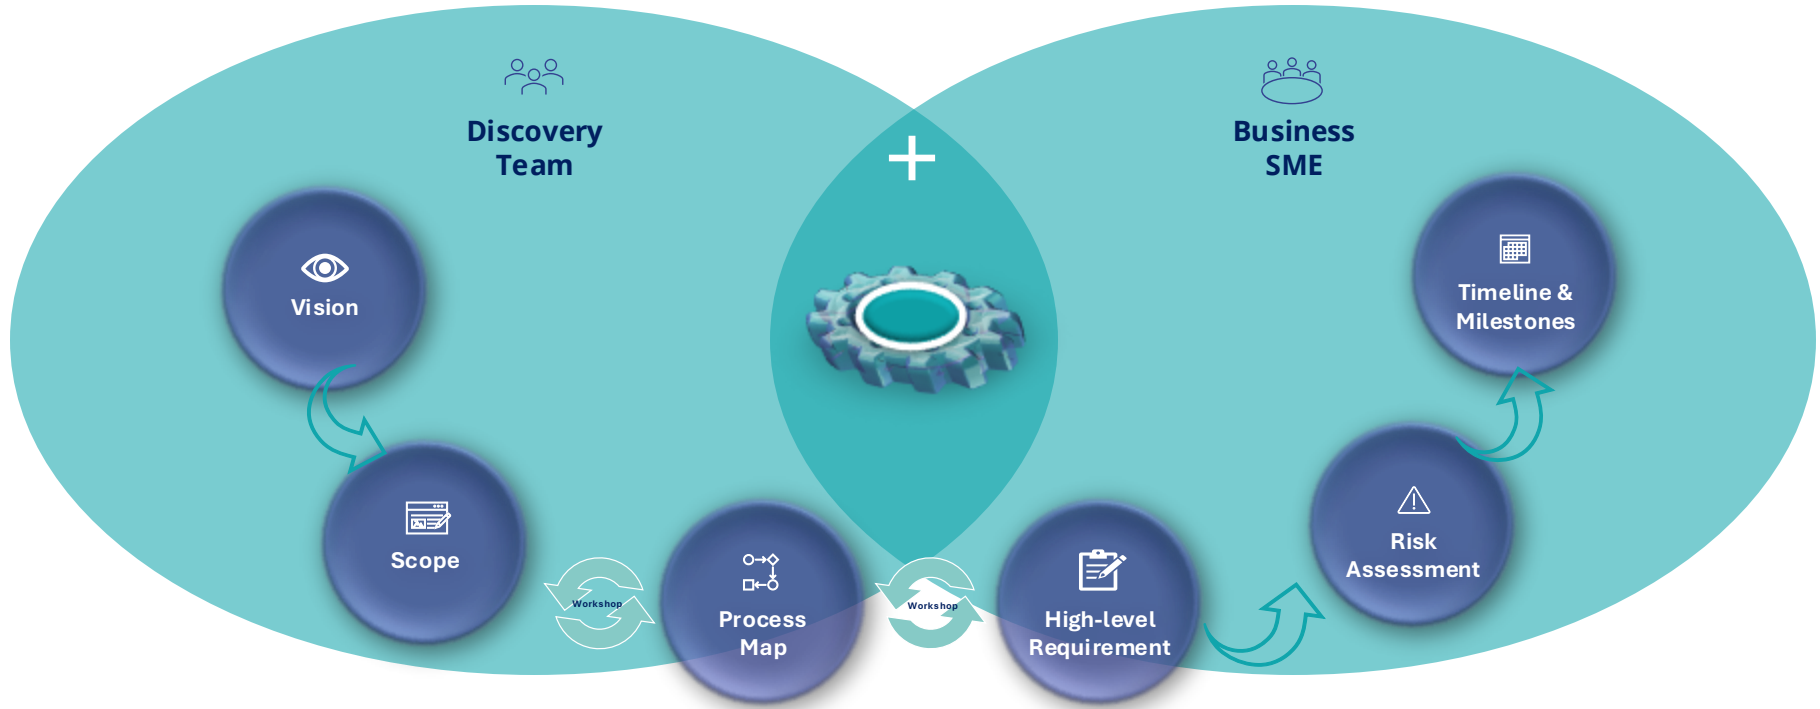 Discovery
Team
Business
SME
Vision
Scope
Workshop
Process
Map
Workshop
High-level
Requirement
Risk
Assessment
Timeline &
Milestones